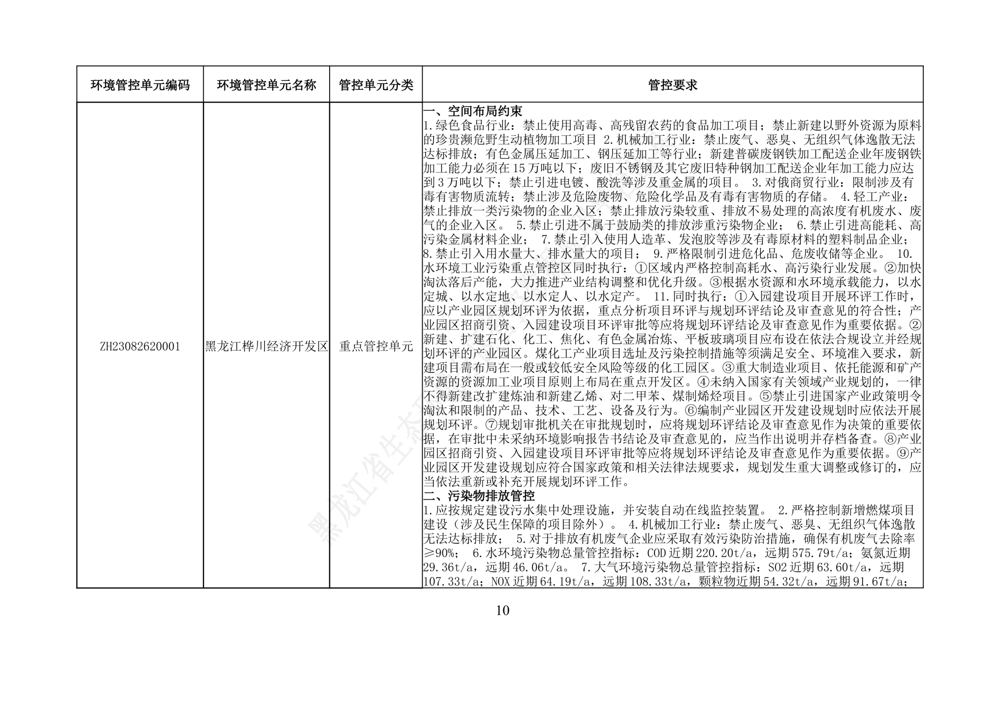 环境管控单元编码 环境管控单元名称 管控单元分类 管控要求
ZH23082620001 黑龙江桦川经济开发区 重点管控单元
一、空间布局约束
1.绿色食品行业：禁止使用高毒、高残留农药的食品加工项目；禁止新建以野外资源为原料
的珍贵濒危野生动植物加工项目 2.机械加工行业：禁止废气、恶臭、无组织气体逸散无法
达标排放；有色金属压延加工、钢压延加工等行业；新建普碳废钢铁加工配送企业年废钢铁
加工能力必须在 15 万吨以下；废旧不锈钢及其它废旧特种钢加工配送企业年加工能力应达
到 3 万吨以下；禁止引进电镀、酸洗等涉及重金属的项目。 3.对俄商贸行业：限制涉及有
毒有害物质流转；禁止涉及危险废物、危险化学品及有毒有害物质的存储。 4.轻工产业：
禁止排放一类污染物的企业入区；禁止排放污染较重、排放不易处理的高浓度有机废水、废
气的企业入区。 5.禁止引进不属于鼓励类的排放涉重污染物企业； 6.禁止引进高能耗、高
污染金属材料企业； 7.禁止引入使用人造革、发泡胶等涉及有毒原材料的塑料制品企业；
8.禁止引入用水量大、排水量大的项目； 9.严格限制引进危化品、危废收储等企业。 10.
水环境工业污染重点管控区同时执行：①区域内严格控制高耗水、高污染行业发展。②加快
淘汰落后产能，大力推进产业结构调整和优化升级。③根据水资源和水环境承载能力，以水
定城、以水定地、以水定人、以水定产。 11.同时执行：①入园建设项目开展环评工作时，
应以产业园区规划环评为依据，重点分析项目环评与规划环评结论及审查意见的符合性；产
业园区招商引资、入园建设项目环评审批等应将规划环评结论及审查意见作为重要依据。②
新建、扩建石化、化工、焦化、有色金属冶炼、平板玻璃项目应布设在依法合规设立并经规
划环评的产业园区。煤化工产业项目选址及污染控制措施等须满足安全、环境准入要求，新
建项目需布局在一般或较低安全风险等级的化工园区。③重大制造业项目、依托能源和矿产
资源的资源加工业项目原则上布局在重点开发区。④未纳入国家有关领域产业规划的，一律
不得新建改扩建炼油和新建乙烯、对二甲苯、煤制烯烃项目。⑤禁止引进国家产业政策明令
淘汰和限制的产品、技术、工艺、设备及行为。⑥编制产业园区开发建设规划时应依法开展
规划环评。⑦规划审批机关在审批规划时，应将规划环评结论及审查意见作为决策的重要依
据，在审批中未采纳环境影响报告书结论及审查意见的，应当作出说明并存档备查。⑧产业
园区招商引资、入园建设项目环评审批等应将规划环评结论及审查意见作为重要依据。⑨产
业园区开发建设规划应符合国家政策和相关法律法规要求，规划发生重大调整或修订的，应
当依法重新或补充开展规划环评工作。
二、污染物排放管控
1.应按规定建设污水集中处理设施，并安装自动在线监控装置。 2.严格控制新增燃煤项目
建设（涉及民生保障的项目除外）。 4.机械加工行业：禁止废气、恶臭、无组织气体逸散
无法达标排放； 5.对于排放有机废气企业应采取有效污染防治措施，确保有机废气去除率
≥90%； 6.水环境污染物总量管控指标：COD 近期 220.20t/a，远期 575.79t/a；氨氮近期
29.36t/a，远期 46.06t/a。 7.大气环境污染物总量管控指标：SO2 近期 63.60t/a，远期
107.33t/a；NOX 近期 64.19t/a，远期 108.33t/a，颗粒物近期 54.32t/a，远期 91.67t/a；
10